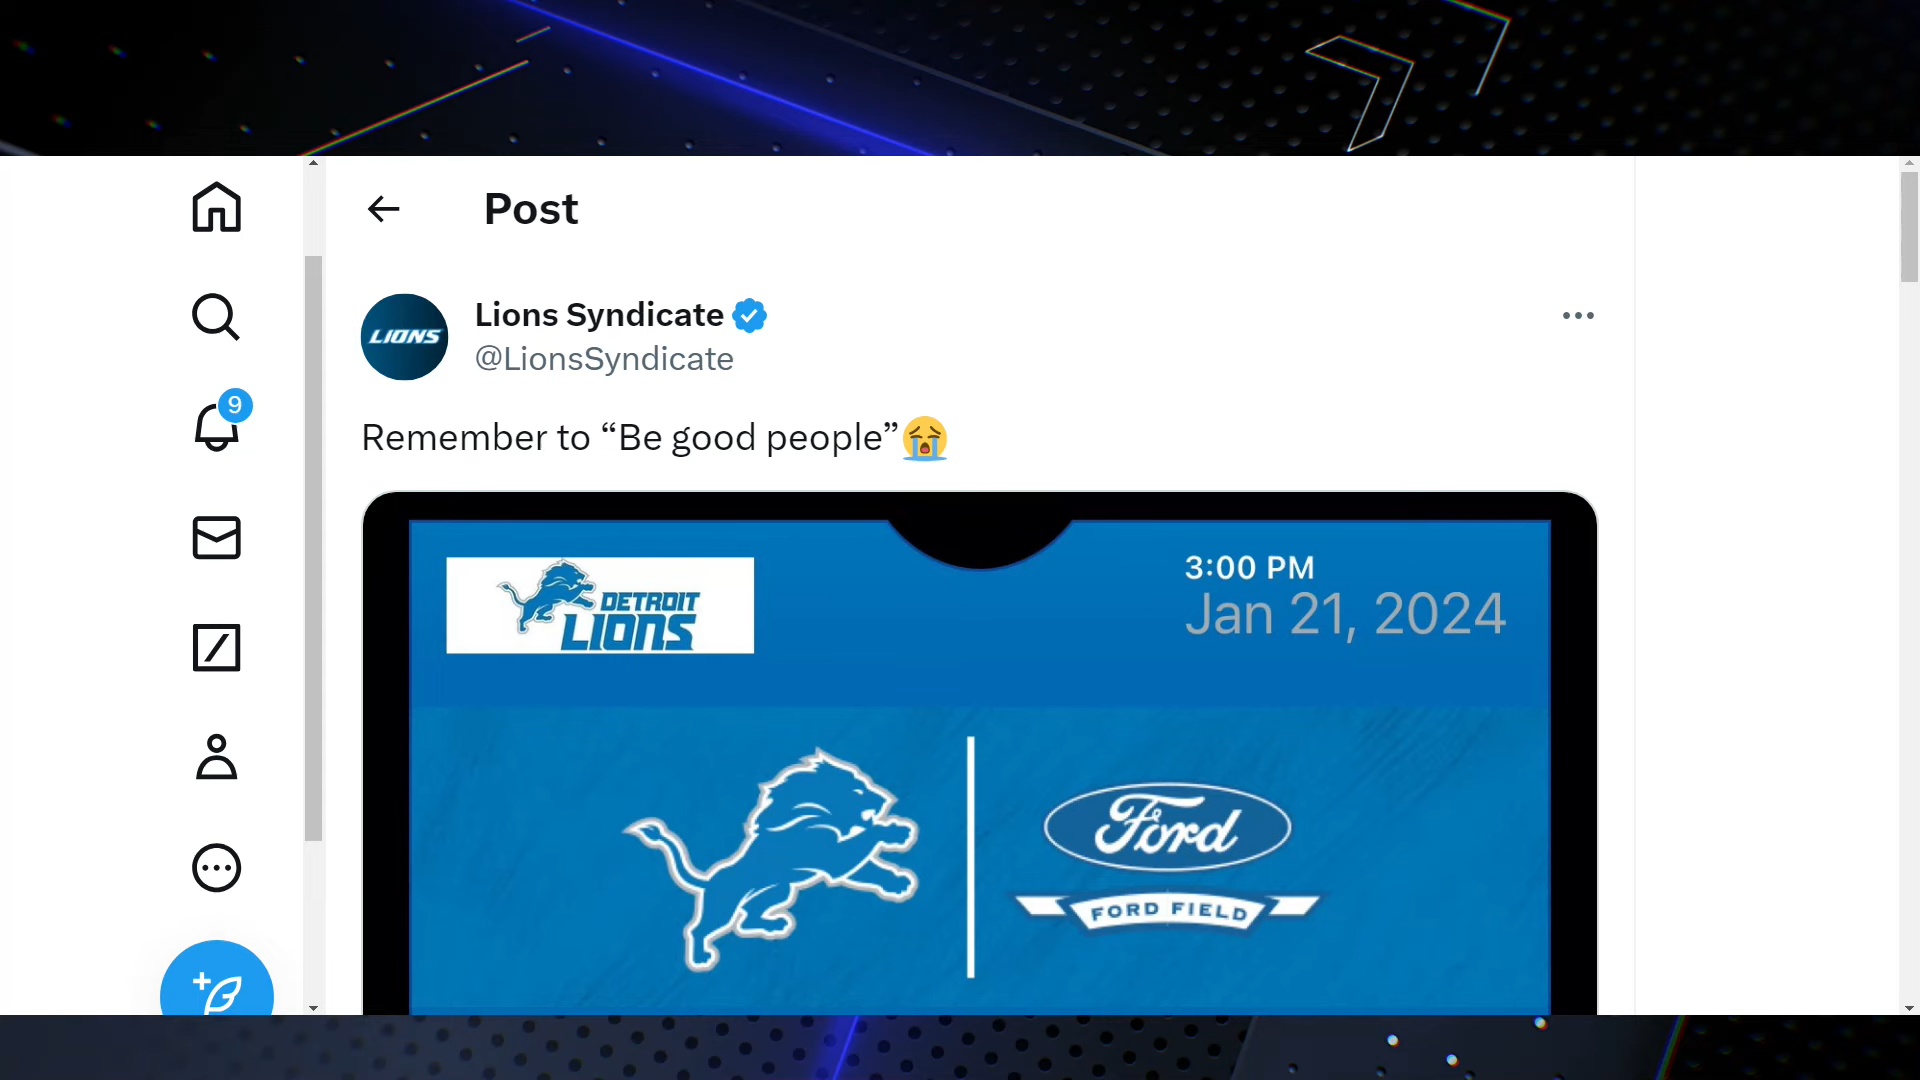 Post
Lions Syndicate
@LionsSyndicate
9
Remember to “Be good people”😭
LIONS
DETROIT
LIONS
3:00 PM
Jan 21, 2024
Ford
FORD FIELD